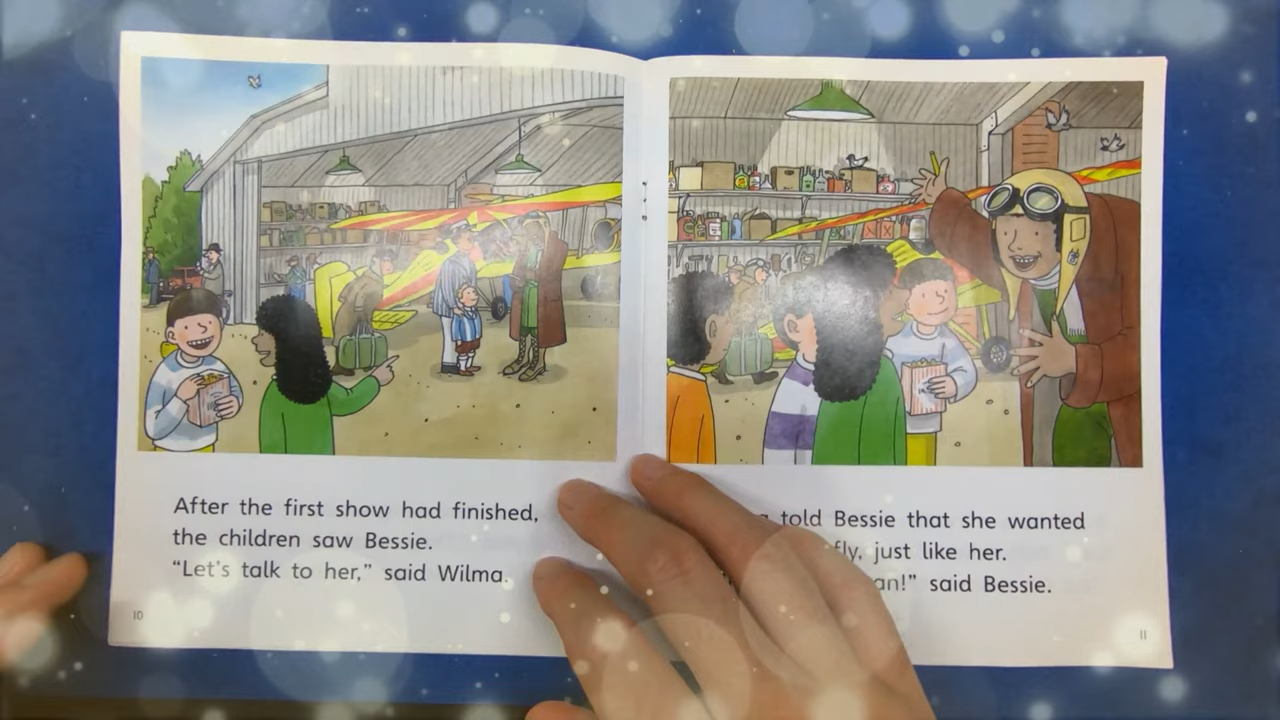 After the first show had finished,
the children saw Bessie.
“Let’s talk to her,” said Wilma.
10
told Bessie that she wanted
fly, just like her.
said Bessie.
11